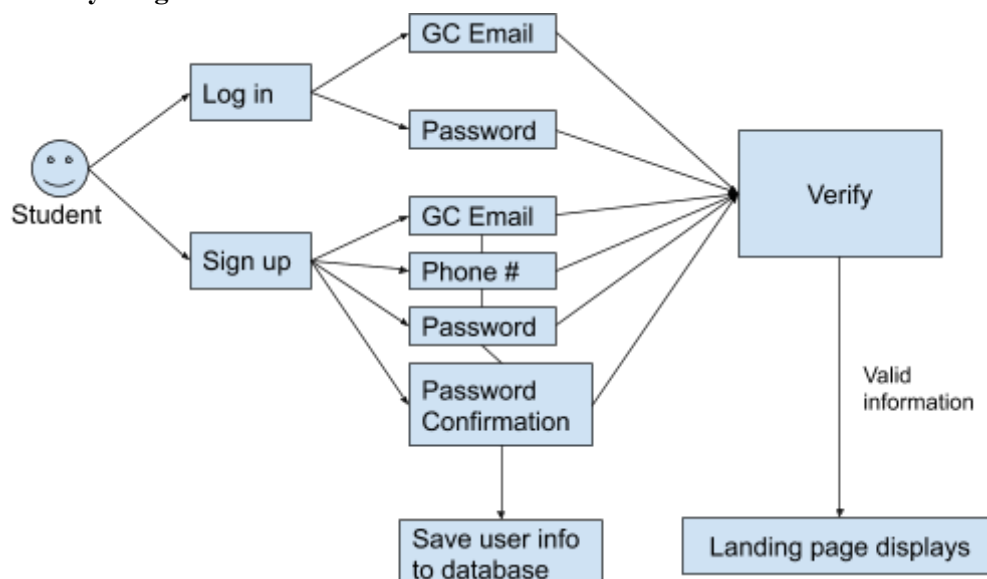 GC Email
Log in
Password
Student
Verify
GC Email
Sign up
Phone #
Password
Password
Confirmation
Valid
information
Save user info
to database
Landing page displays